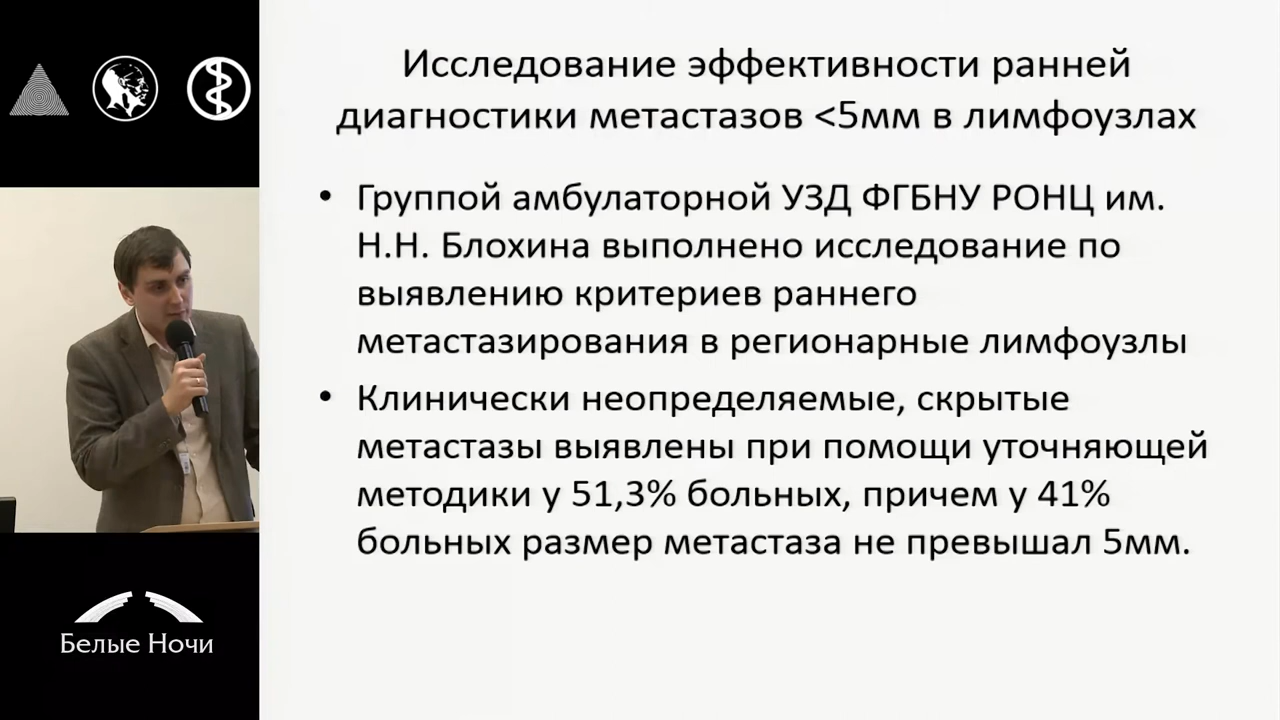 Исследование эффективности ранней
диагностики метастазов <5мм в лимфоузлах
• Группой амбулаторной УЗД ФГБНУ РОНЦ им.
Н.Н. Блохина выполнено исследование по
выявлению критериев раннего
метастазирования в регионарные лимфоузлы
• Клинически неопределяемые, скрытые
метастазы выявлены при помощи уточняющей
методики у 51,3% больных, причем у 41%
больных размер метастаза не превышал 5мм.
Белые Ночи